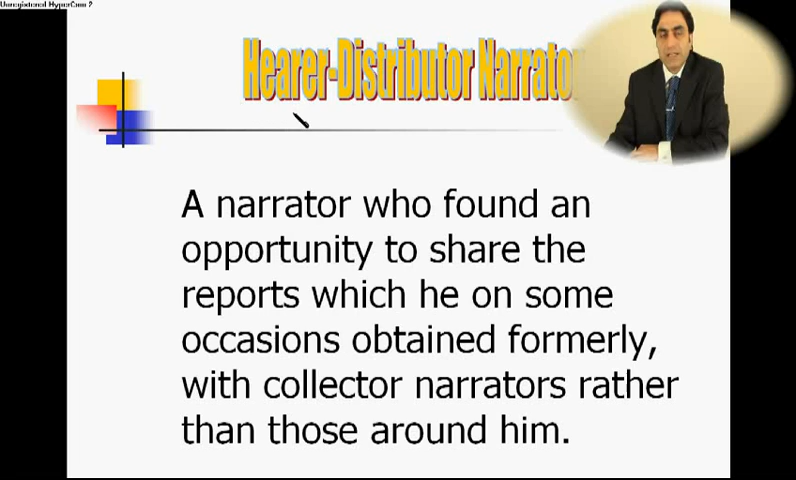 Unregistered HyperCam 2
Hearer-Distributor Narrator
A narrator who found an
opportunity to share the
reports which he on some
occasions obtained formerly,
with collector narrators rather
than those around him.